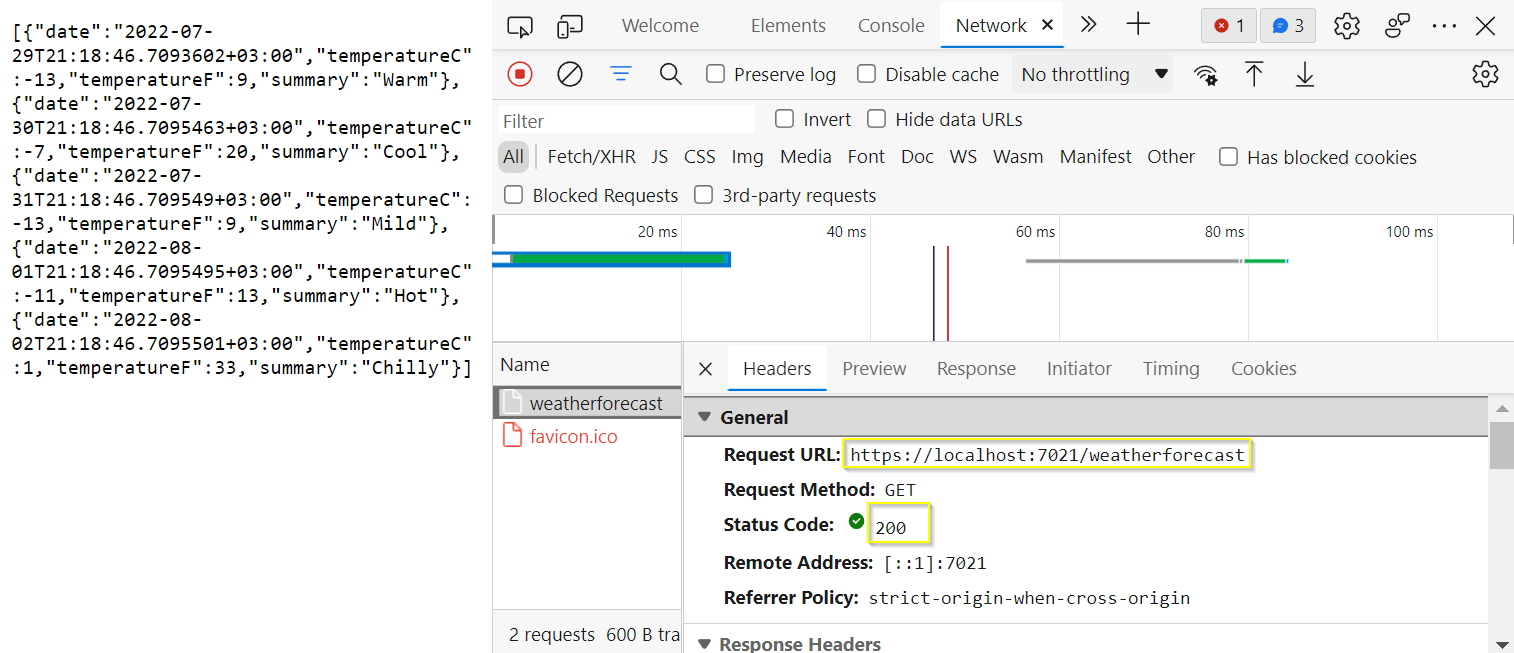 [{"date":"2022-07-
29T21:18:46.7093602+03:00","temperatureC"
:-13,"temperatureF":9,"summary":"Warm"},
{"date":"2022-07-
30T21:18:46.7095463+03:00","temperatureC"
:-7,"temperatureF":20,"summary":"Cool"},
{"date":"2022-07-
31T21:18:46.709549+03:00","temperatureC":
-13,"temperatureF":9,"summary":"Mild"},
{"date":"2022-08-
01T21:18:46.7095495+03:00","temperatureC"
:-11,"temperatureF":13,"summary":"Hot"},
{"date":"2022-08-
02T21:18:46.7095501+03:00","temperatureC"
:1,"temperatureF":33,"summary":"Chilly"}]
Welcome Elements Console Network 1 3
Preserve log Disable cache No throttling
Filter Invert Hide data URLs
All Fetch/XHR JS CSS Img Media Font Doc WS Wasm Manifest Other Has blocked cookies
Blocked Requests 3rd-party requests
20 ms 40 ms 60 ms 80 ms 100 ms
Name
weatherforecast
favicon.ico
2 requests 600 B tra
Headers Preview Response Initiator Timing Cookies
General
Request URL: https://localhost:7021/weatherforecast
Request Method: GET
Status Code: 200
Remote Address: [::1]:7021
Referrer Policy: strict-origin-when-cross-origin
Response Headers